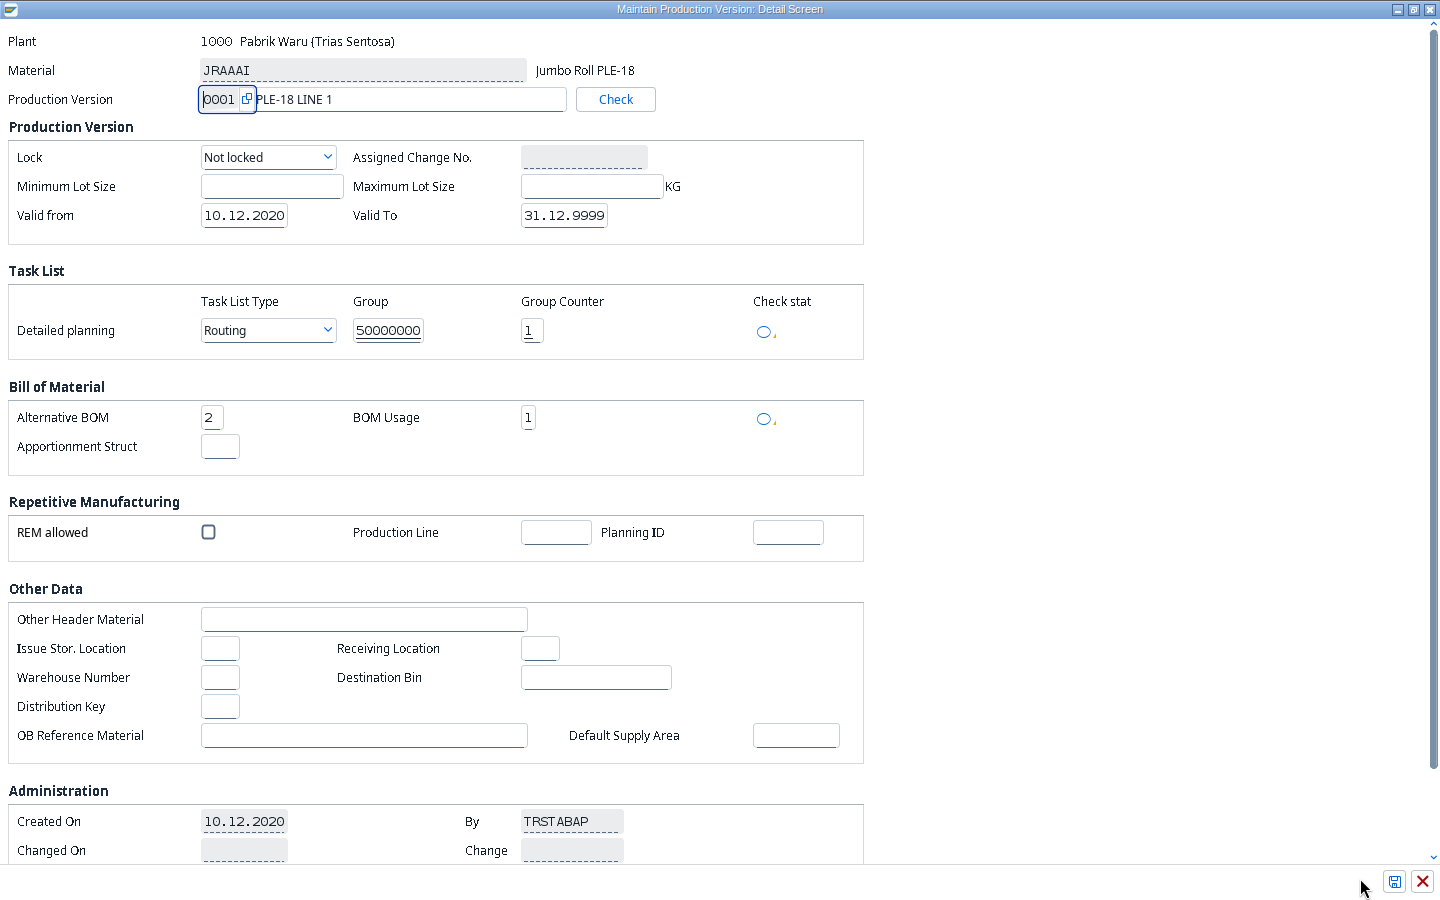 Maintain Production Version: Detail Screen
Plant 1000 Pabrik Waru (Trias Sentosa)
Material JRAAAI Jumbo Roll PLE-18
Production Version 0001 PLE-18 LINE 1 Check
Production Version
Lock Not locked Assigned Change No.
Minimum Lot Size Maximum Lot Size KG
Valid from 10.12.2020 Valid To 31.12.9999
Task List
Task List Type Group Group Counter Check stat
Detailed planning Routing 50000000 1
Bill of Material
Alternative BOM 2 BOM Usage 1
Apportionment Struct
Repetitive Manufacturing
REM allowed Production Line Planning ID
Other Data
Other Header Material
Issue Stor. Location Receiving Location
Warehouse Number Destination Bin
Distribution Key
OB Reference Material Default Supply Area
Administration
Created On 10.12.2020 By TRSTABAP
Changed On Change